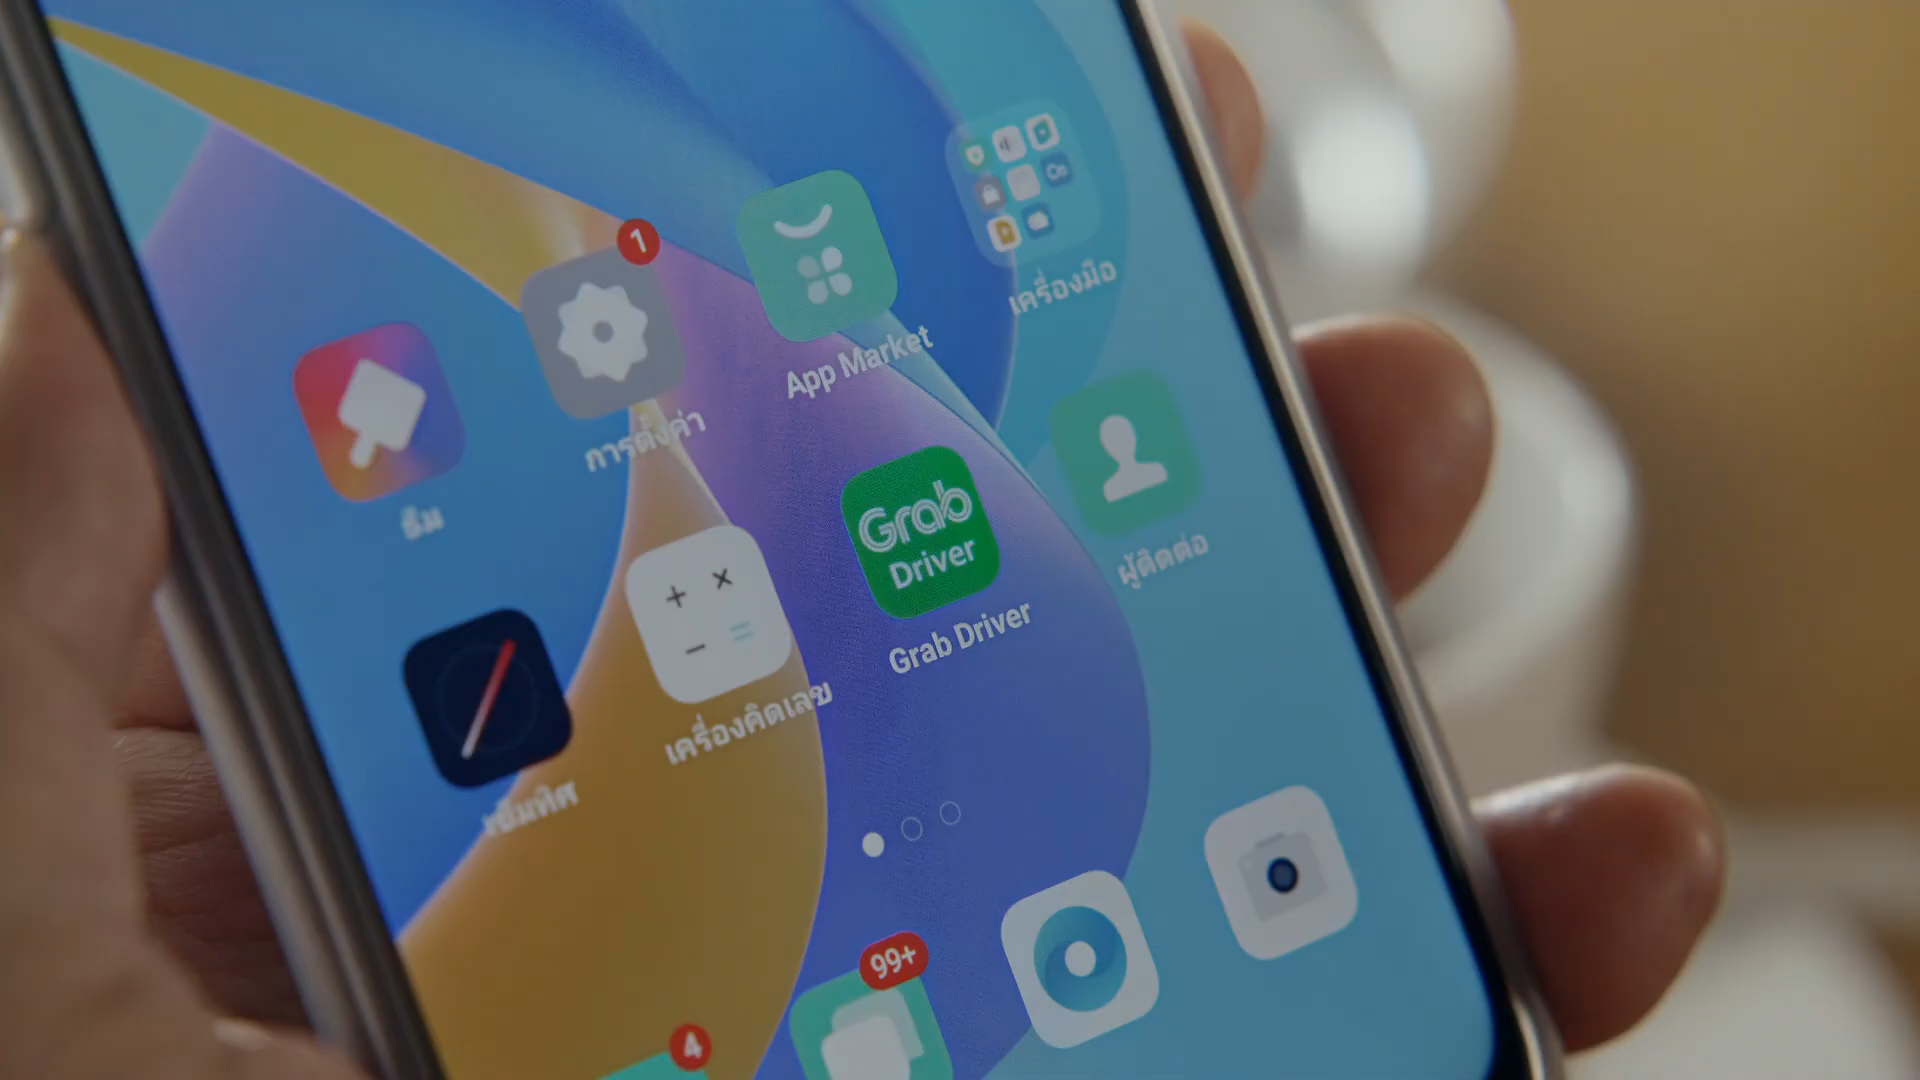 1
App Market
เครื่องมือ
การตั้งค่า
ธีม
Grab
Driver
Grab Driver
ผู้ติดต่อ
เครื่องคิดเลข
เข็มทิศ
99+
4